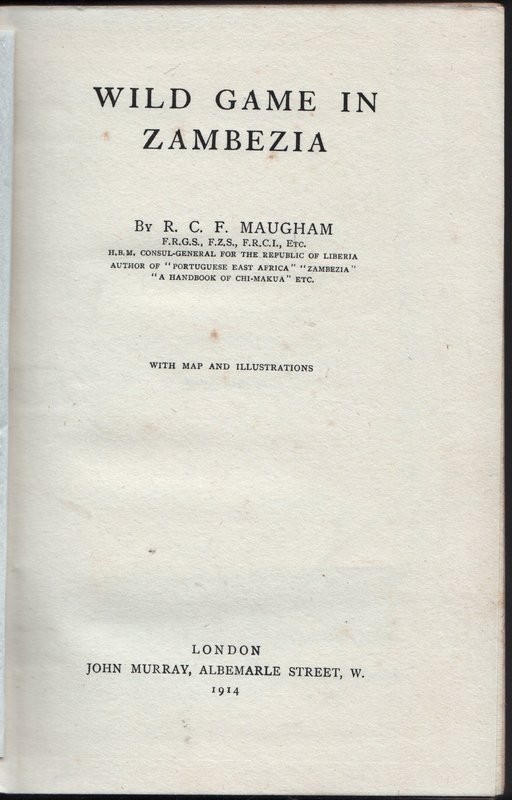 WILD GAME IN
ZAMBEZIA
By R. C. F. MAUGHAM
F.R.G.S., F.Z.S., F.R.C.I., Etc.
H.B.M. CONSUL-GENERAL FOR THE REPUBLIC OF LIBERIA
AUTHOR OF "PORTUGUESE EAST AFRICA" "ZAMBEZIA"
"A HANDBOOK OF CHI-MAKUA" ETC.
WITH MAP AND ILLUSTRATIONS
LONDON
JOHN MURRAY, ALBEMARLE STREET, W.
1914